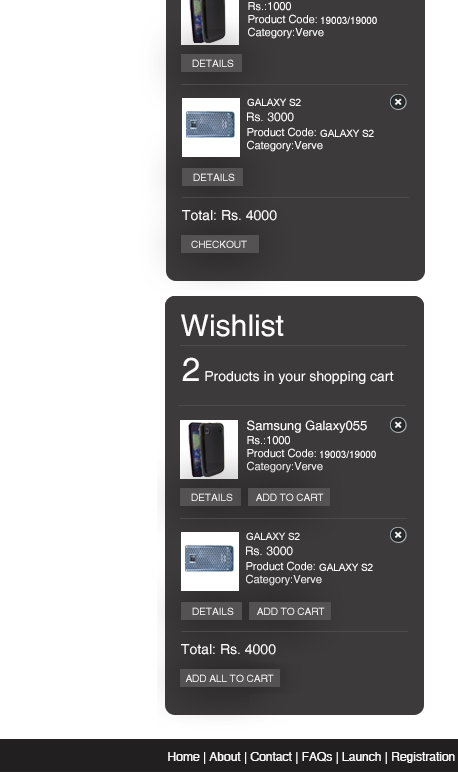 Rs.:1000
Product Code: 19003/19000
Category:Verve
DETAILS
GALAXY S2
Rs. 3000
Product Code: GALAXY S2
Category:Verve
DETAILS
Total: Rs. 4000
CHECKOUT
Wishlist
2 Products in your shopping cart
Samsung Galaxy055
Rs.:1000
Product Code: 19003/19000
Category:Verve
DETAILS ADD TO CART
GALAXY S2
Rs. 3000
Product Code: GALAXY S2
Category:Verve
DETAILS ADD TO CART
Total: Rs. 4000
ADD ALL TO CART
Home | About | Contact | FAQs | Launch | Registration